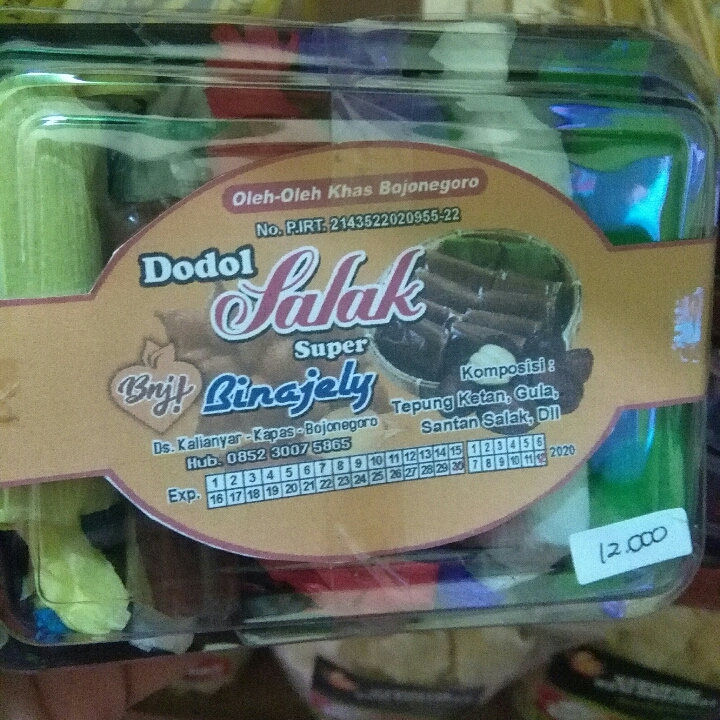 Oleh-Oleh Khas Bojonegoro
No. P.IRT. 2143522020955-22
Dodol
Salak
Super
Bnj!
Binajely
Komposisi :
Tepung Ketan, Gula,
Santan Salak, Dll
Ds. Kalianyar - Kapas - Bojonegoro
Hub. 0852 3007 5865
Exp.
1 2 3 4 5 6 7 8 9 10 11 12 13 14 15
16 17 18 19 20 21 22 23 24 25 26 27 28 29 30
1 2 3 4 5 6
7 8 9 10 11 12
2020
12.000